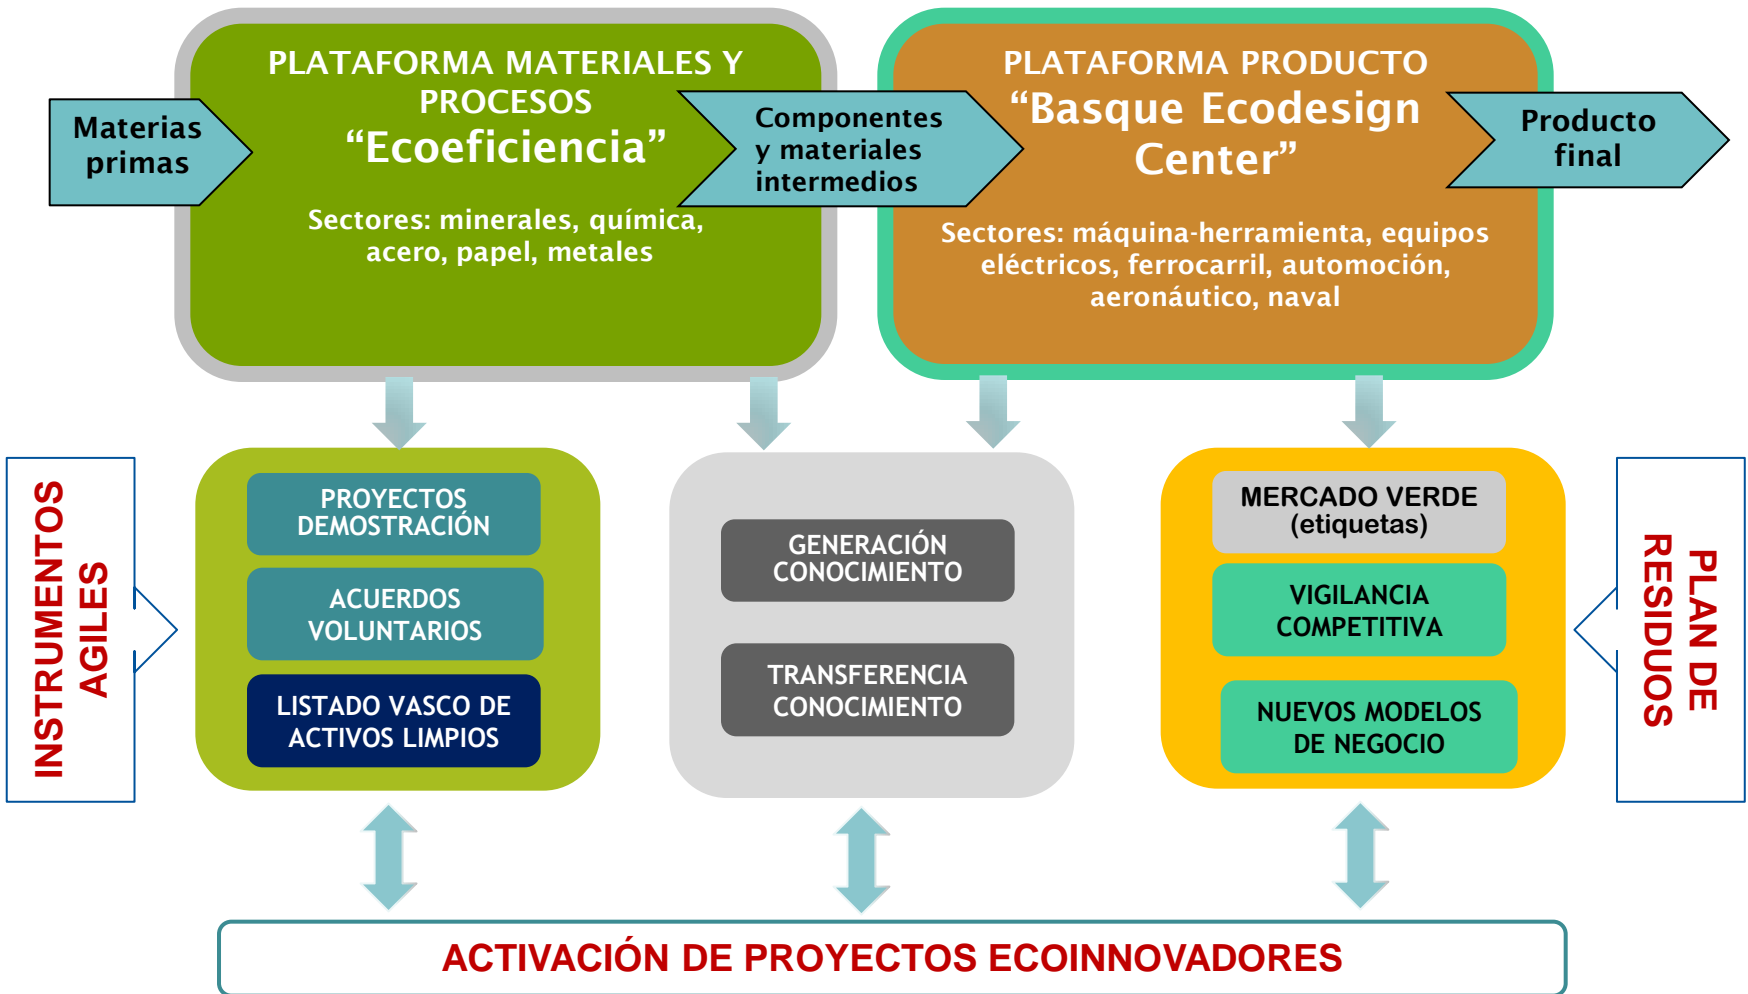 PLATAFORMA MATERIALES Y
PROCESOS
“Ecoeficiencia”
Sectores: minerales, química,
acero, papel, metales
PLATAFORMA PRODUCTO
“Basque Ecodesign
Center”
Sectores: máquina-herramienta, equipos
eléctricos, ferrocarril, automoción,
aeronáutico, naval
Materias
primas
Componentes
y materiales
intermedios
Producto
final
INSTRUMENTOS
AGILES
PROYECTOS
DEMOSTRACIÓN
ACUERDOS
VOLUNTARIOS
LISTADO VASCO DE
ACTIVOS LIMPIOS
GENERACIÓN
CONOCIMIENTO
TRANSFERENCIA
CONOCIMIENTO
MERCADO VERDE
(etiquetas)
VIGILANCIA
COMPETITIVA
NUEVOS MODELOS
DE NEGOCIO
PLAN DE
RESIDUOS
ACTIVACIÓN DE PROYECTOS ECOINNOVADORES